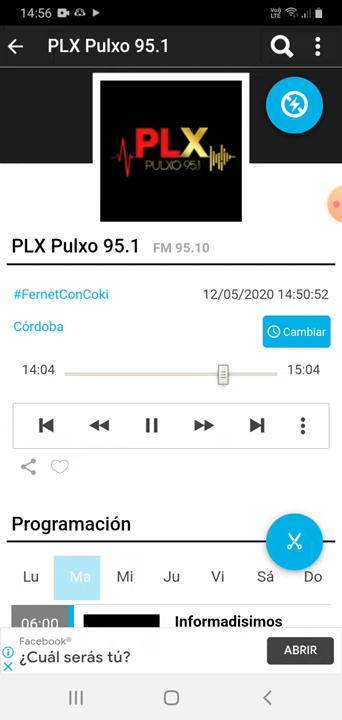 14:56
Vo)) LTE
PLX Pulxo 95.1
PLX
PULXO 95.1
PLX Pulxo 95.1 FM 95.10
#FernetConCoki 12/05/2020 14:50:52
Córdoba Cambiar
14:04 15:04
Programación
Lu Ma Mi Ju Vi Sá Do
06:00 Informadisimos
Facebook®
¿Cuál serás tú?
ABRIR